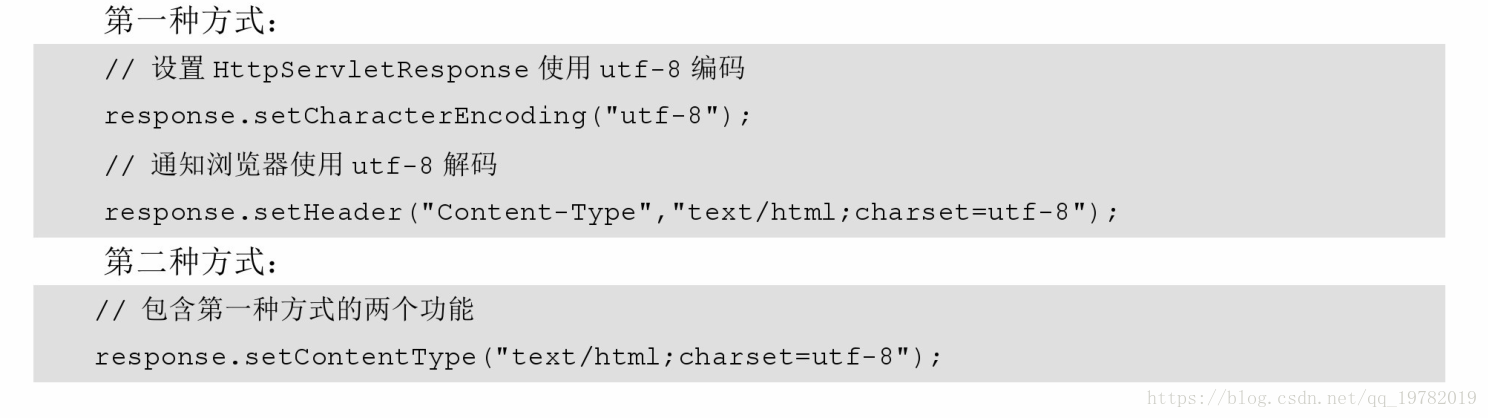 第一种方式：
// 设置 HttpServletResponse 使用 utf-8 编码
response.setCharacterEncoding("utf-8");
// 通知浏览器使用 utf-8 解码
response.setHeader("Content-Type","text/html;charset=utf-8");
第二种方式：
// 包含第一种方式的两个功能
response.setContentType("text/html;charset=utf-8");
https://blog.csdn.net/qq_19782019